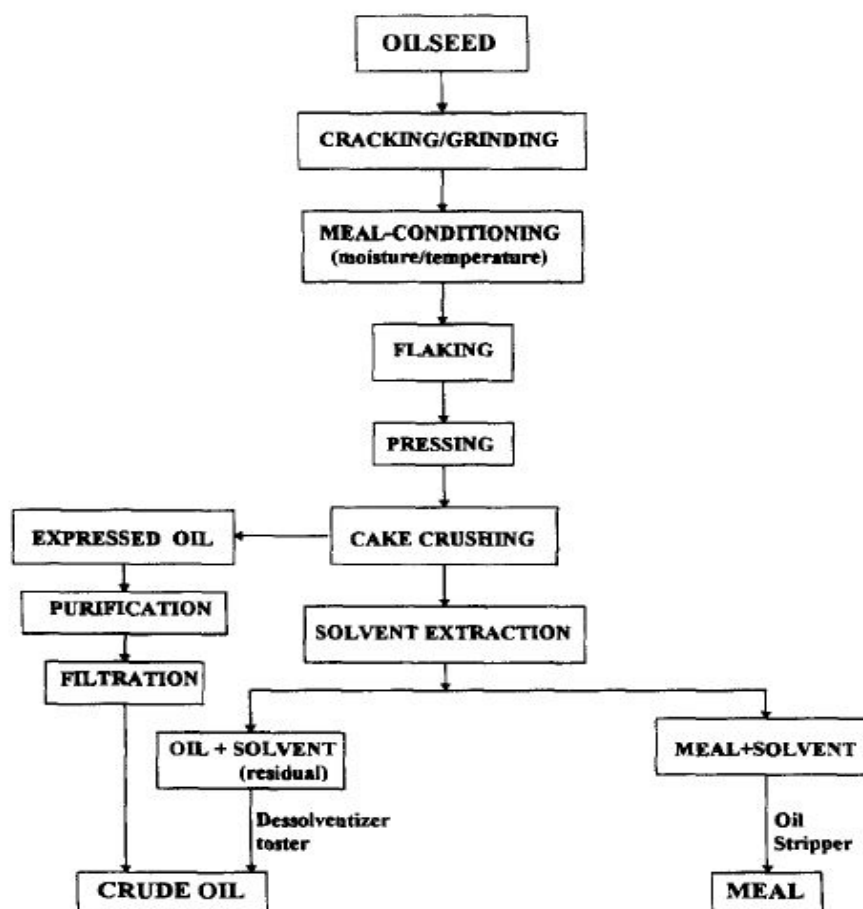 OILSEED
CRACKING/GRINDING
MEAL-CONDITIONING
(moisture/temperature)
FLAKING
PRESSING
EXPRESSED OIL
CAKE CRUSHING
PURIFICATION
SOLVENT EXTRACTION
FILTRATION
OIL + SOLVENT
(residual)
MEAL+SOLVENT
Dessolventizer
toster
Oil
Stripper
CRUDE OIL
MEAL